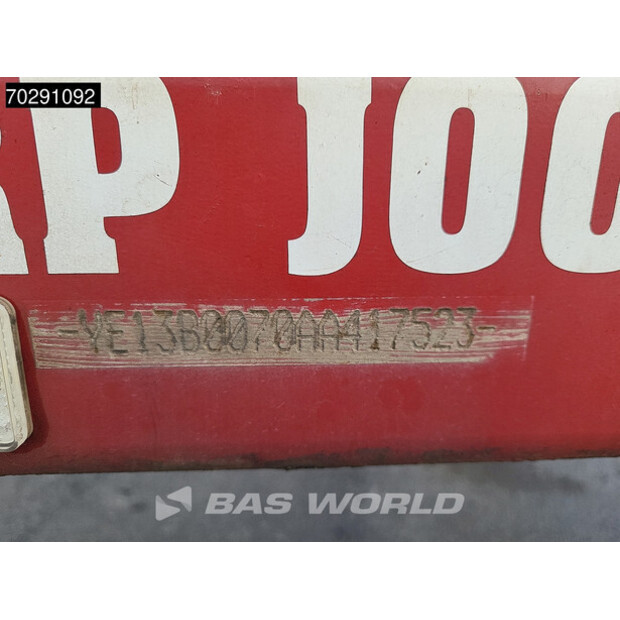 70291092
RP JOO
-YE13B0070AA417523-
BAS WORLD